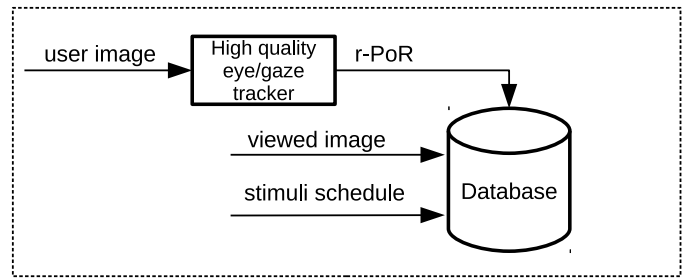 user image
High quality
eye/gaze
tracker
r-PoR
viewed image
stimuli schedule
Database